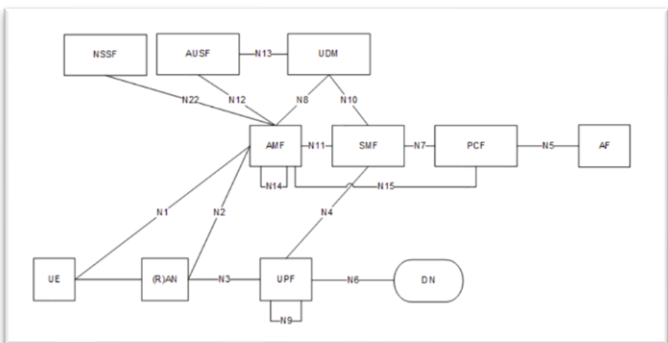 NSSF
AUSF
N13
UDM
N22
N12
N8
N10
AMF
N11
SMF
N7
PCF
N5
AF
N14
N15
N1
N2
N4
UE
(R)AN
N3
UPF
N6
DN
N9